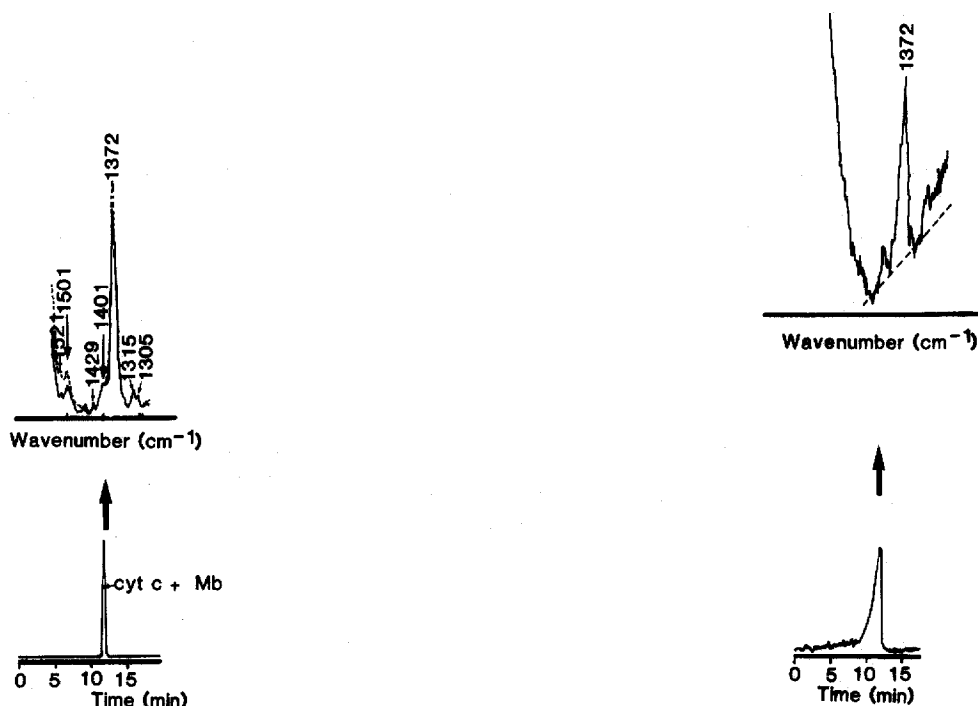 1372
1521
1501
1429
1401
1315
1305
Wavenumber (cm⁻¹)
cyt c + Mb
0 5 10 15
Time (min)
1372
Wavenumber (cm⁻¹)
0 5 10 15
Time (min)